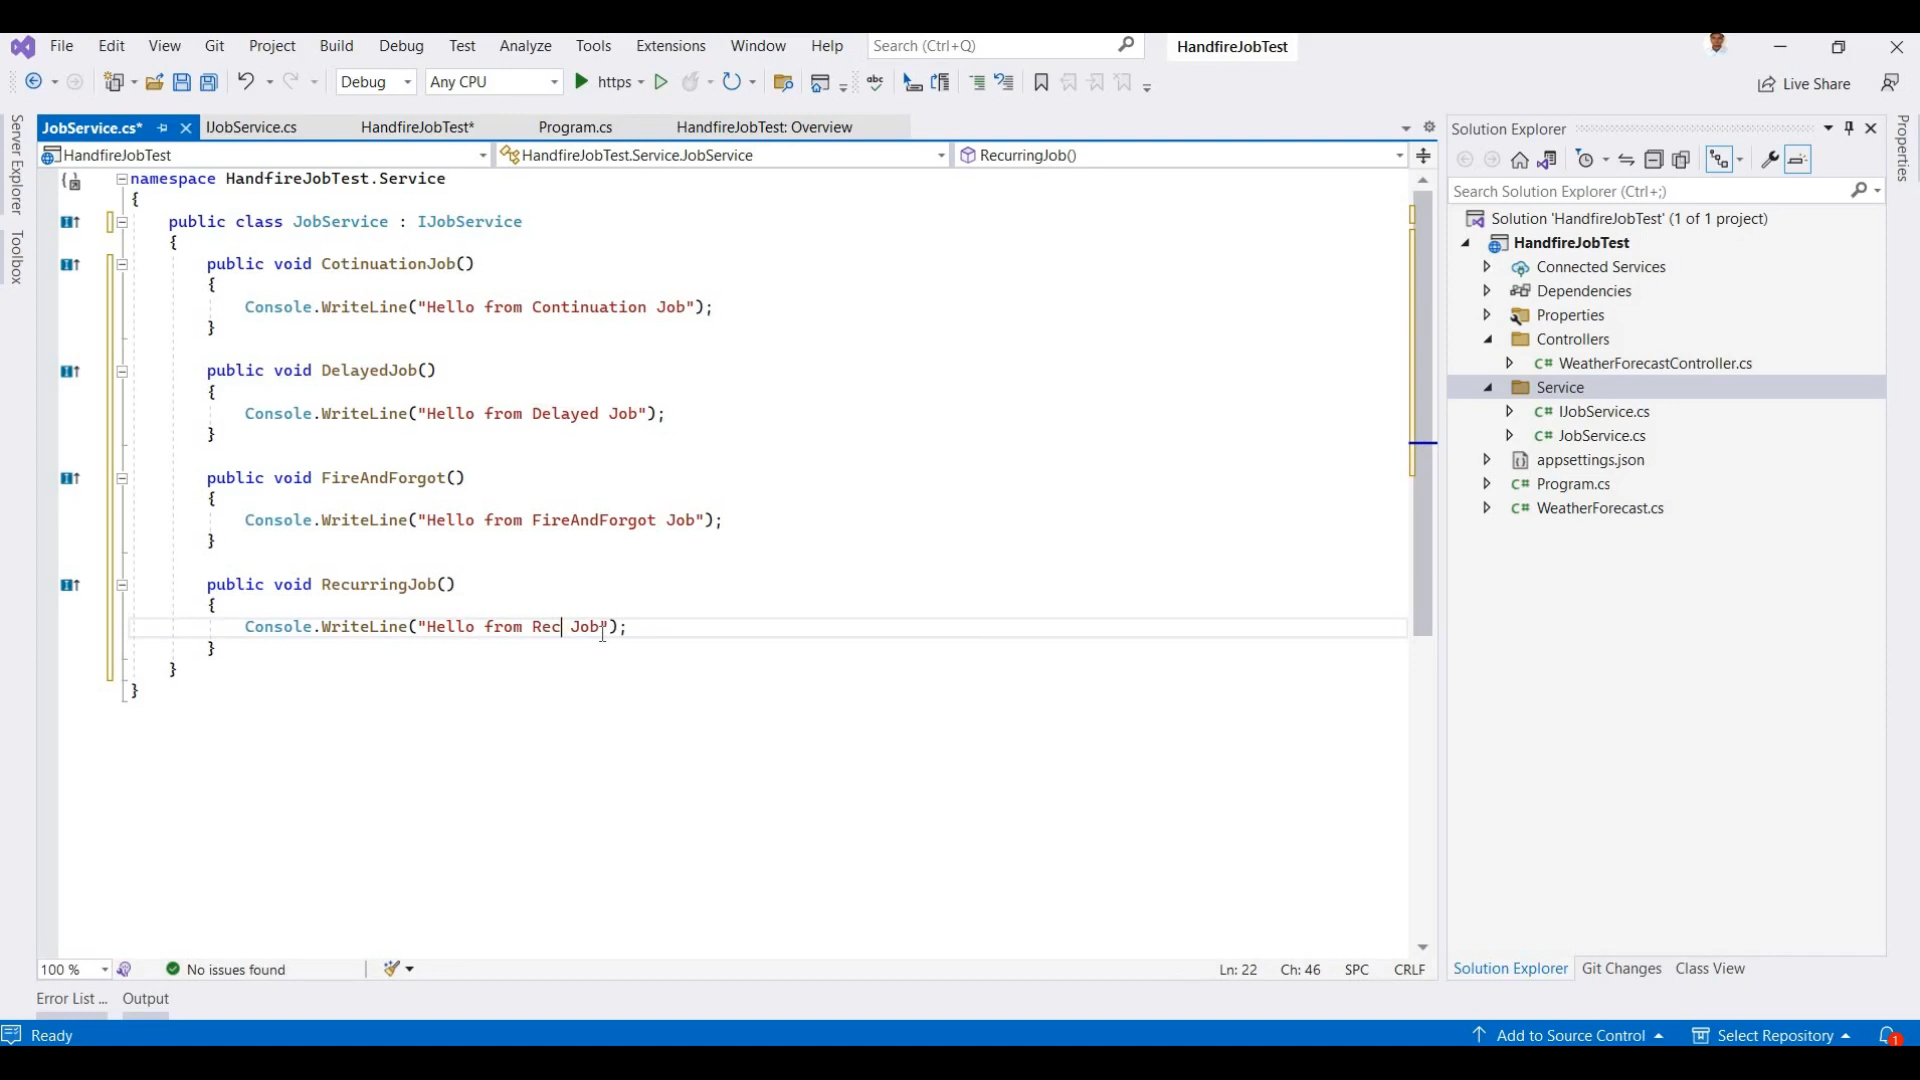 File Edit View Git Project Build Debug Test Analyze Tools Extensions Window Help Search (Ctrl+Q) HandfireJobTest
Debug Any CPU https Live Share
Server Explorer
Toolbox
JobService.cs* IJobService.cs HandfireJobTest* Program.cs HandfireJobTest: Overview
HandfireJobTest HandfireJobTest.Service.JobService RecurringJob()
namespace HandfireJobTest.Service
{
public class JobService : IJobService
{
public void CotinuationJob()
{
Console.WriteLine("Hello from Continuation Job");
}
public void DelayedJob()
{
Console.WriteLine("Hello from Delayed Job");
}
public void FireAndForgot()
{
Console.WriteLine("Hello from FireAndForgot Job");
}
public void RecurringJob()
{
Console.WriteLine("Hello from Rec Job");
}
}
}
100 % No issues found Ln: 22 Ch: 46 SPC CRLF
Solution Explorer
Search Solution Explorer (Ctrl+;)
Solution 'HandfireJobTest' (1 of 1 project)
HandfireJobTest
Connected Services
Dependencies
Properties
Controllers
C# WeatherForecastController.cs
Service
C# IJobService.cs
C# JobService.cs
appsettings.json
C# Program.cs
C# WeatherForecast.cs
Solution Explorer Git Changes Class View
Properties
Error List ... Output
Ready Add to Source Control Select Repository 1